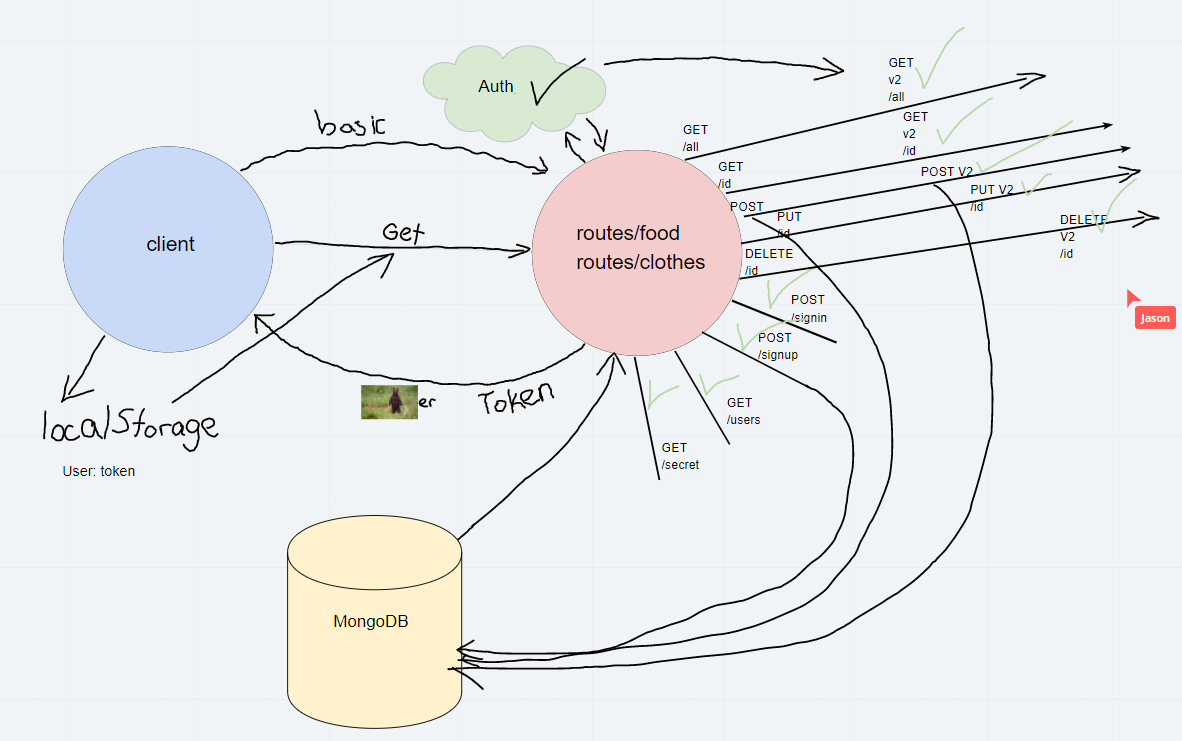 Auth
basic
client
Get
routes/food
routes/clothes
er
Token
localStorage
User: token
MongoDB
GET
/all
GET
v2
/all
GET
/id
GET
v2
/id
POST
POST V2
PUT
/id
PUT V2
/id
DELETE
/id
DELETE
V2
/id
POST
/signin
POST
/signup
GET
/users
GET
/secret
Jason